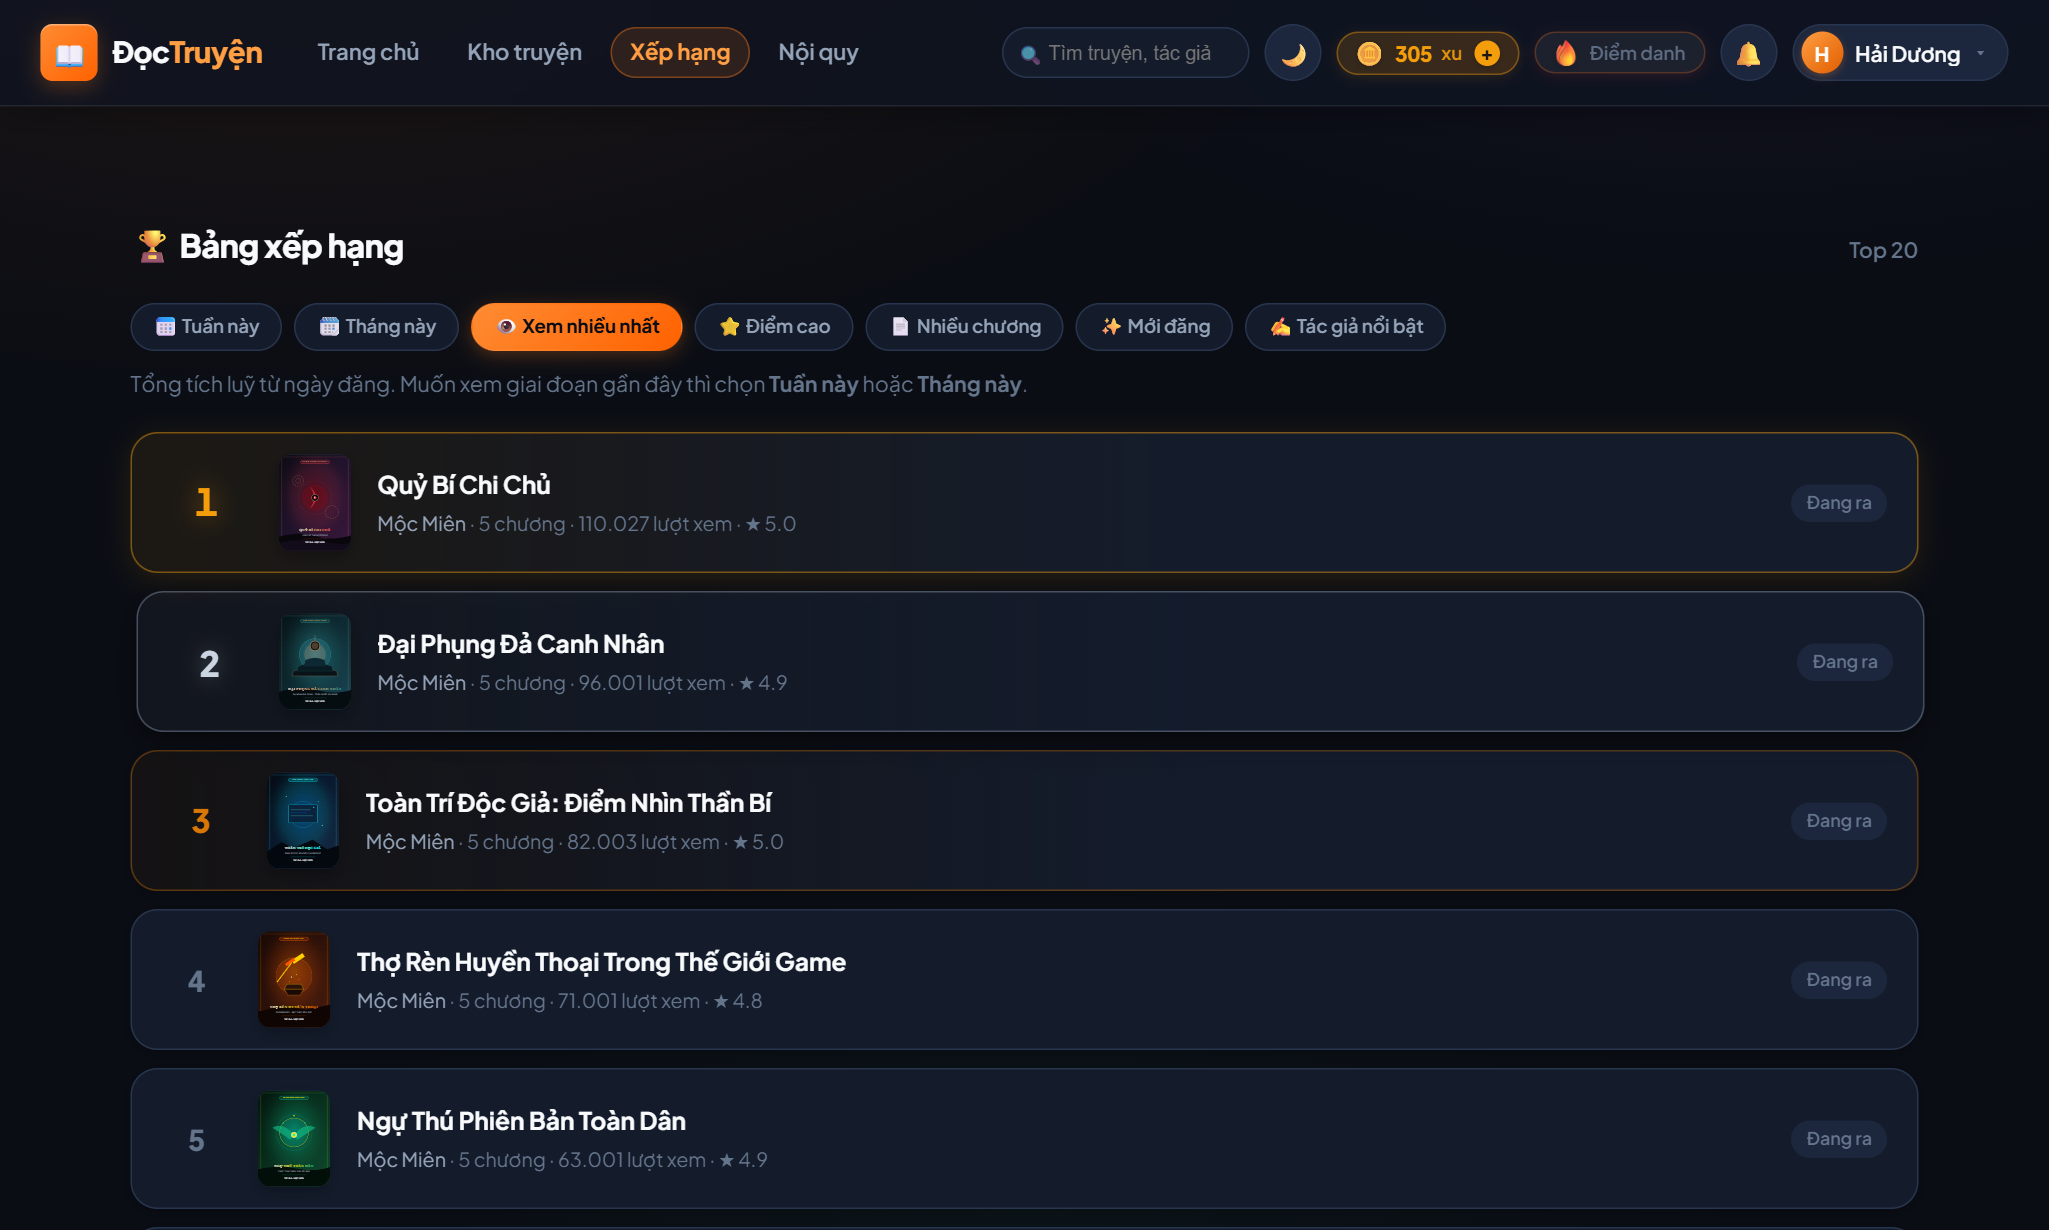 ĐọcTruyện
Trang chủ
Kho truyện
Xếp hạng
Nội quy
Tìm truyện, tác giả
305 xu +
Điểm danh
H Hải Dương
Bảng xếp hạng
Top 20
Tuần này
Tháng này
Xem nhiều nhất
Điểm cao
Nhiều chương
Mới đăng
Tác giả nổi bật
Tổng tích luỹ từ ngày đăng. Muốn xem giai đoạn gần đây thì chọn Tuần này hoặc Tháng này.
1
Quỷ Bí Chi Chủ
Mộc Miên · 5 chương · 110.027 lượt xem · ★ 5.0
Đang ra
2
Đại Phụng Đả Canh Nhân
Mộc Miên · 5 chương · 96.001 lượt xem · ★ 4.9
Đang ra
3
Toàn Trí Độc Giả: Điểm Nhìn Thần Bí
Mộc Miên · 5 chương · 82.003 lượt xem · ★ 5.0
Đang ra
4
Thợ Rèn Huyền Thoại Trong Thế Giới Game
Mộc Miên · 5 chương · 71.001 lượt xem · ★ 4.8
Đang ra
5
Ngự Thú Phiên Bản Toàn Dân
Mộc Miên · 5 chương · 63.001 lượt xem · ★ 4.9
Đang ra